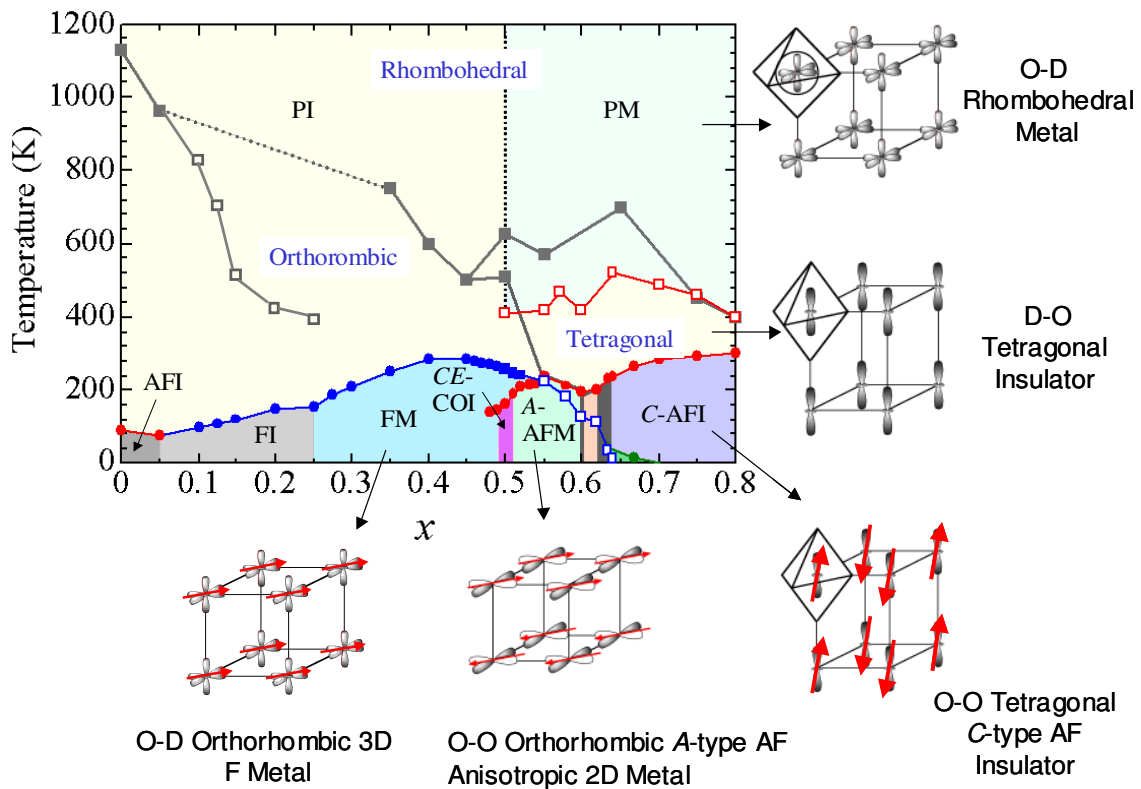 1200
1000
800
600
400
200
0
Temperature (K)
0
0.1
0.2
0.3
0.4
0.5
0.6
0.7
0.8
x
Rhombohedral
PI
PM
Orthorombic
Tetragonal
AFI
FI
FM
CE-
COI
A-
AFM
C-AFI
O-D
Rhombohedral
Metal
D-O
Tetragonal
Insulator
O-D Orthorhombic 3D
F Metal
O-O Orthorhombic A-type AF
Anisotropic 2D Metal
O-O Tetragonal
C-type AF
Insulator